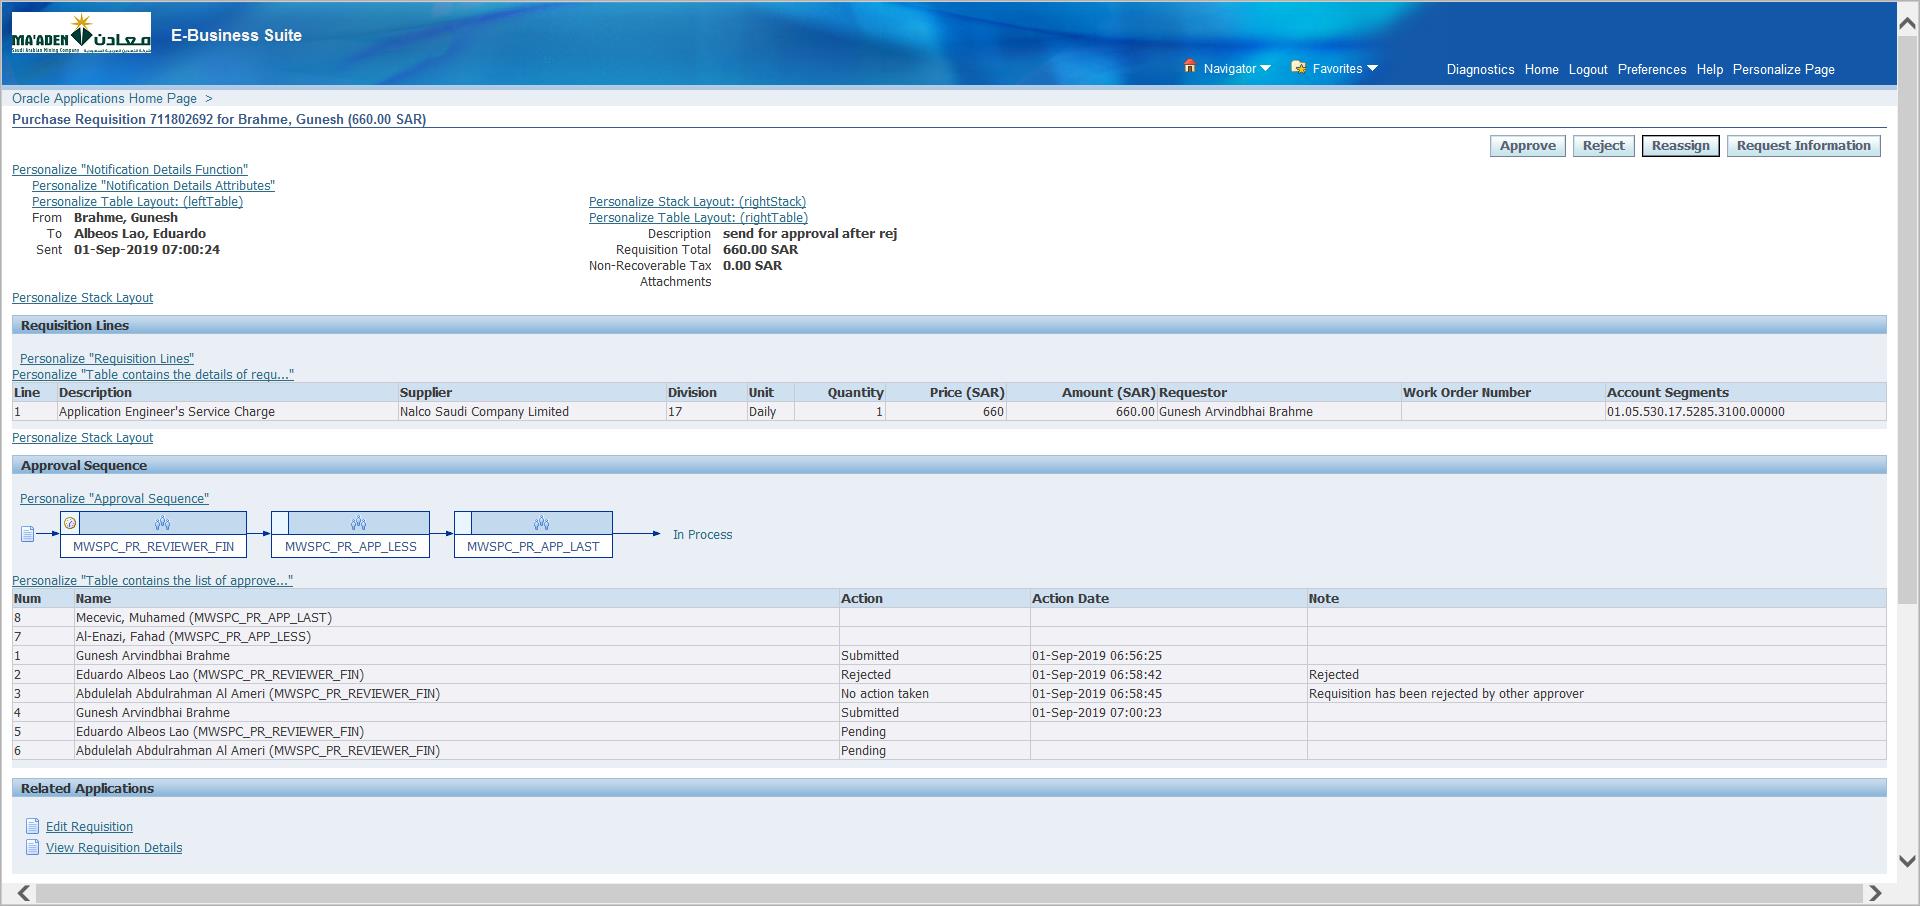 MA'ADEN معادن
Saudi Arabian Mining Company
E-Business Suite
Navigator Favorites Diagnostics Home Logout Preferences Help Personalize Page
Oracle Applications Home Page >
Purchase Requisition 711802692 for Brahme, Gunesh (660.00 SAR)
Approve Reject Reassign Request Information
Personalize "Notification Details Function"
Personalize "Notification Details Attributes"
Personalize Table Layout: (leftTable)
From Brahme, Gunesh
To Albeos Lao, Eduardo
Sent 01-Sep-2019 07:00:24
Personalize Stack Layout: (rightStack)
Personalize Table Layout: (rightTable)
Description send for approval after rej
Requisition Total 660.00 SAR
Non-Recoverable Tax 0.00 SAR
Attachments
Personalize Stack Layout
Requisition Lines
Personalize "Requisition Lines"
Personalize "Table contains the details of requ..."
Line Description Supplier Division Unit Quantity Price (SAR) Amount (SAR) Requestor Work Order Number Account Segments
1 Application Engineer's Service Charge Nalco Saudi Company Limited 17 Daily 1 660 660.00 Gunesh Arvindbhai Brahme 01.05.530.17.5285.3100.00000
Personalize Stack Layout
Approval Sequence
Personalize "Approval Sequence"
MWSPC_PR_REVIEWER_FIN MWSPC_PR_APP_LESS MWSPC_PR_APP_LAST In Process
Personalize "Table contains the list of approve..."
Num Name Action Action Date Note
8 Mecevic, Muhamed (MWSPC_PR_APP_LAST)
7 Al-Enazi, Fahad (MWSPC_PR_APP_LESS)
1 Gunesh Arvindbhai Brahme Submitted 01-Sep-2019 06:56:25
2 Eduardo Albeos Lao (MWSPC_PR_REVIEWER_FIN) Rejected 01-Sep-2019 06:58:42 Rejected
3 Abdulelah Abdulrahman Al Ameri (MWSPC_PR_REVIEWER_FIN) No action taken 01-Sep-2019 06:58:45 Requisition has been rejected by other approver
4 Gunesh Arvindbhai Brahme Submitted 01-Sep-2019 07:00:23
5 Eduardo Albeos Lao (MWSPC_PR_REVIEWER_FIN) Pending
6 Abdulelah Abdulrahman Al Ameri (MWSPC_PR_REVIEWER_FIN) Pending
Related Applications
Edit Requisition
View Requisition Details